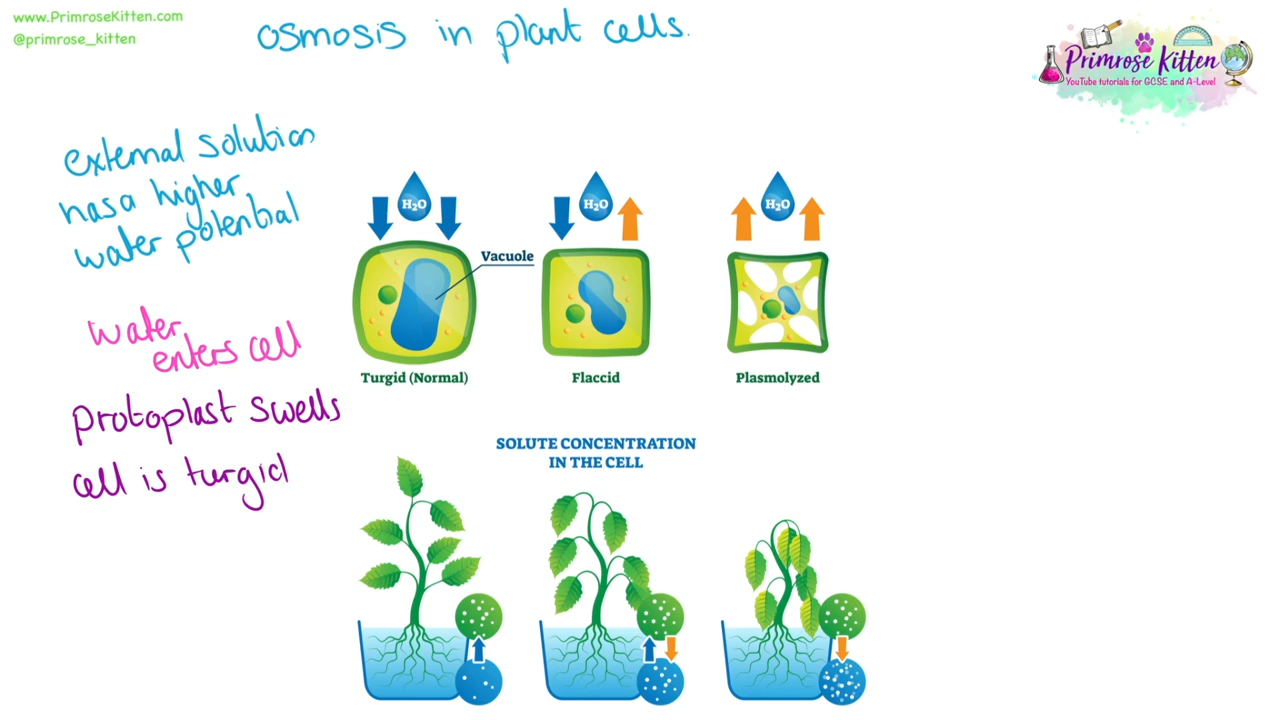 www.PrimroseKitten.com
@primrose_kitten
osmosis in plant cells.
Primrose Kitten
YouTube tutorials for GCSE and A-Level
external solution
has a higher
water potential
water
enters cell
protoplast swells
cell is turgid
H₂O
H₂O
H₂O
Vacuole
Turgid (Normal)
Flaccid
Plasmolyzed
SOLUTE CONCENTRATION
IN THE CELL